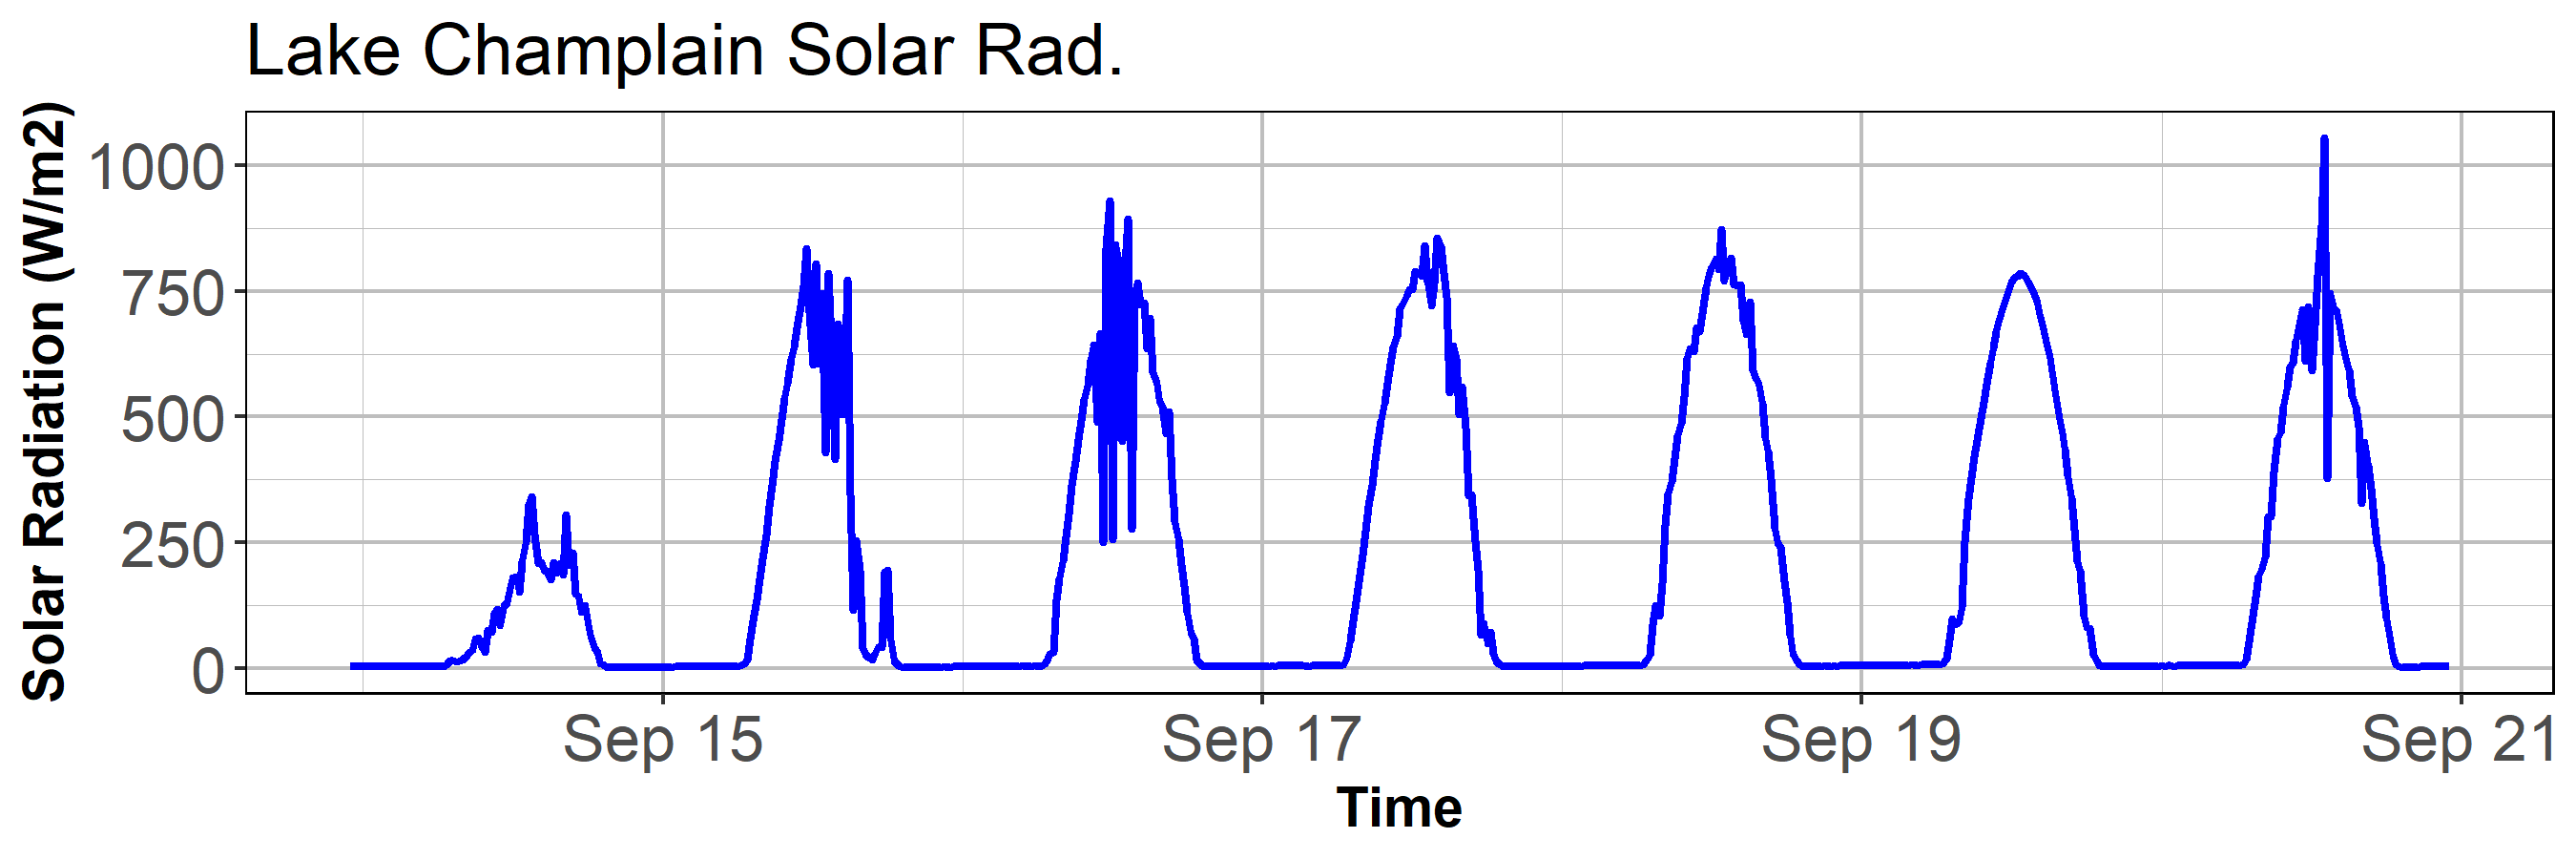 Lake Champlain Solar Rad.
Solar Radiation (W/m2)
1000
750
500
250
0
Sep 15
Sep 17
Sep 19
Sep 21
Time